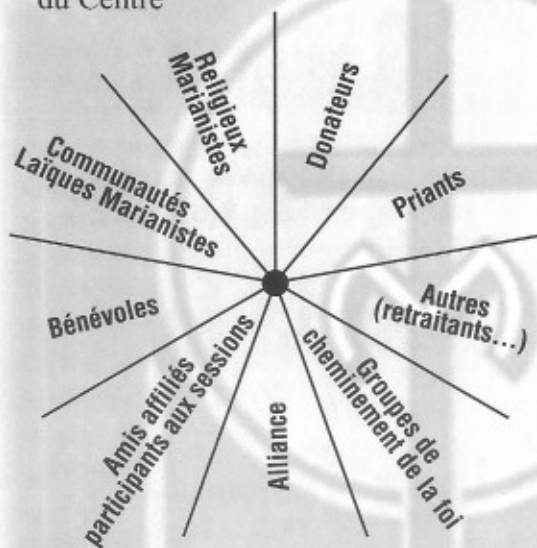 du Centre
Religieux
Marianistes
Donateurs
Priants
Autres
(retraitants...)
Groupes de
cheminement de la foi
Alliance
Amis affiliés
participants aux sessions
Bénévoles
Communautés
Laïques Marianistes